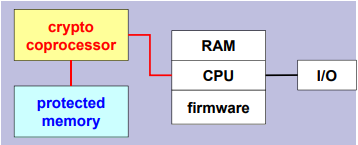 crypto
coprocessor
protected
memory
RAM
CPU
firmware
I/O